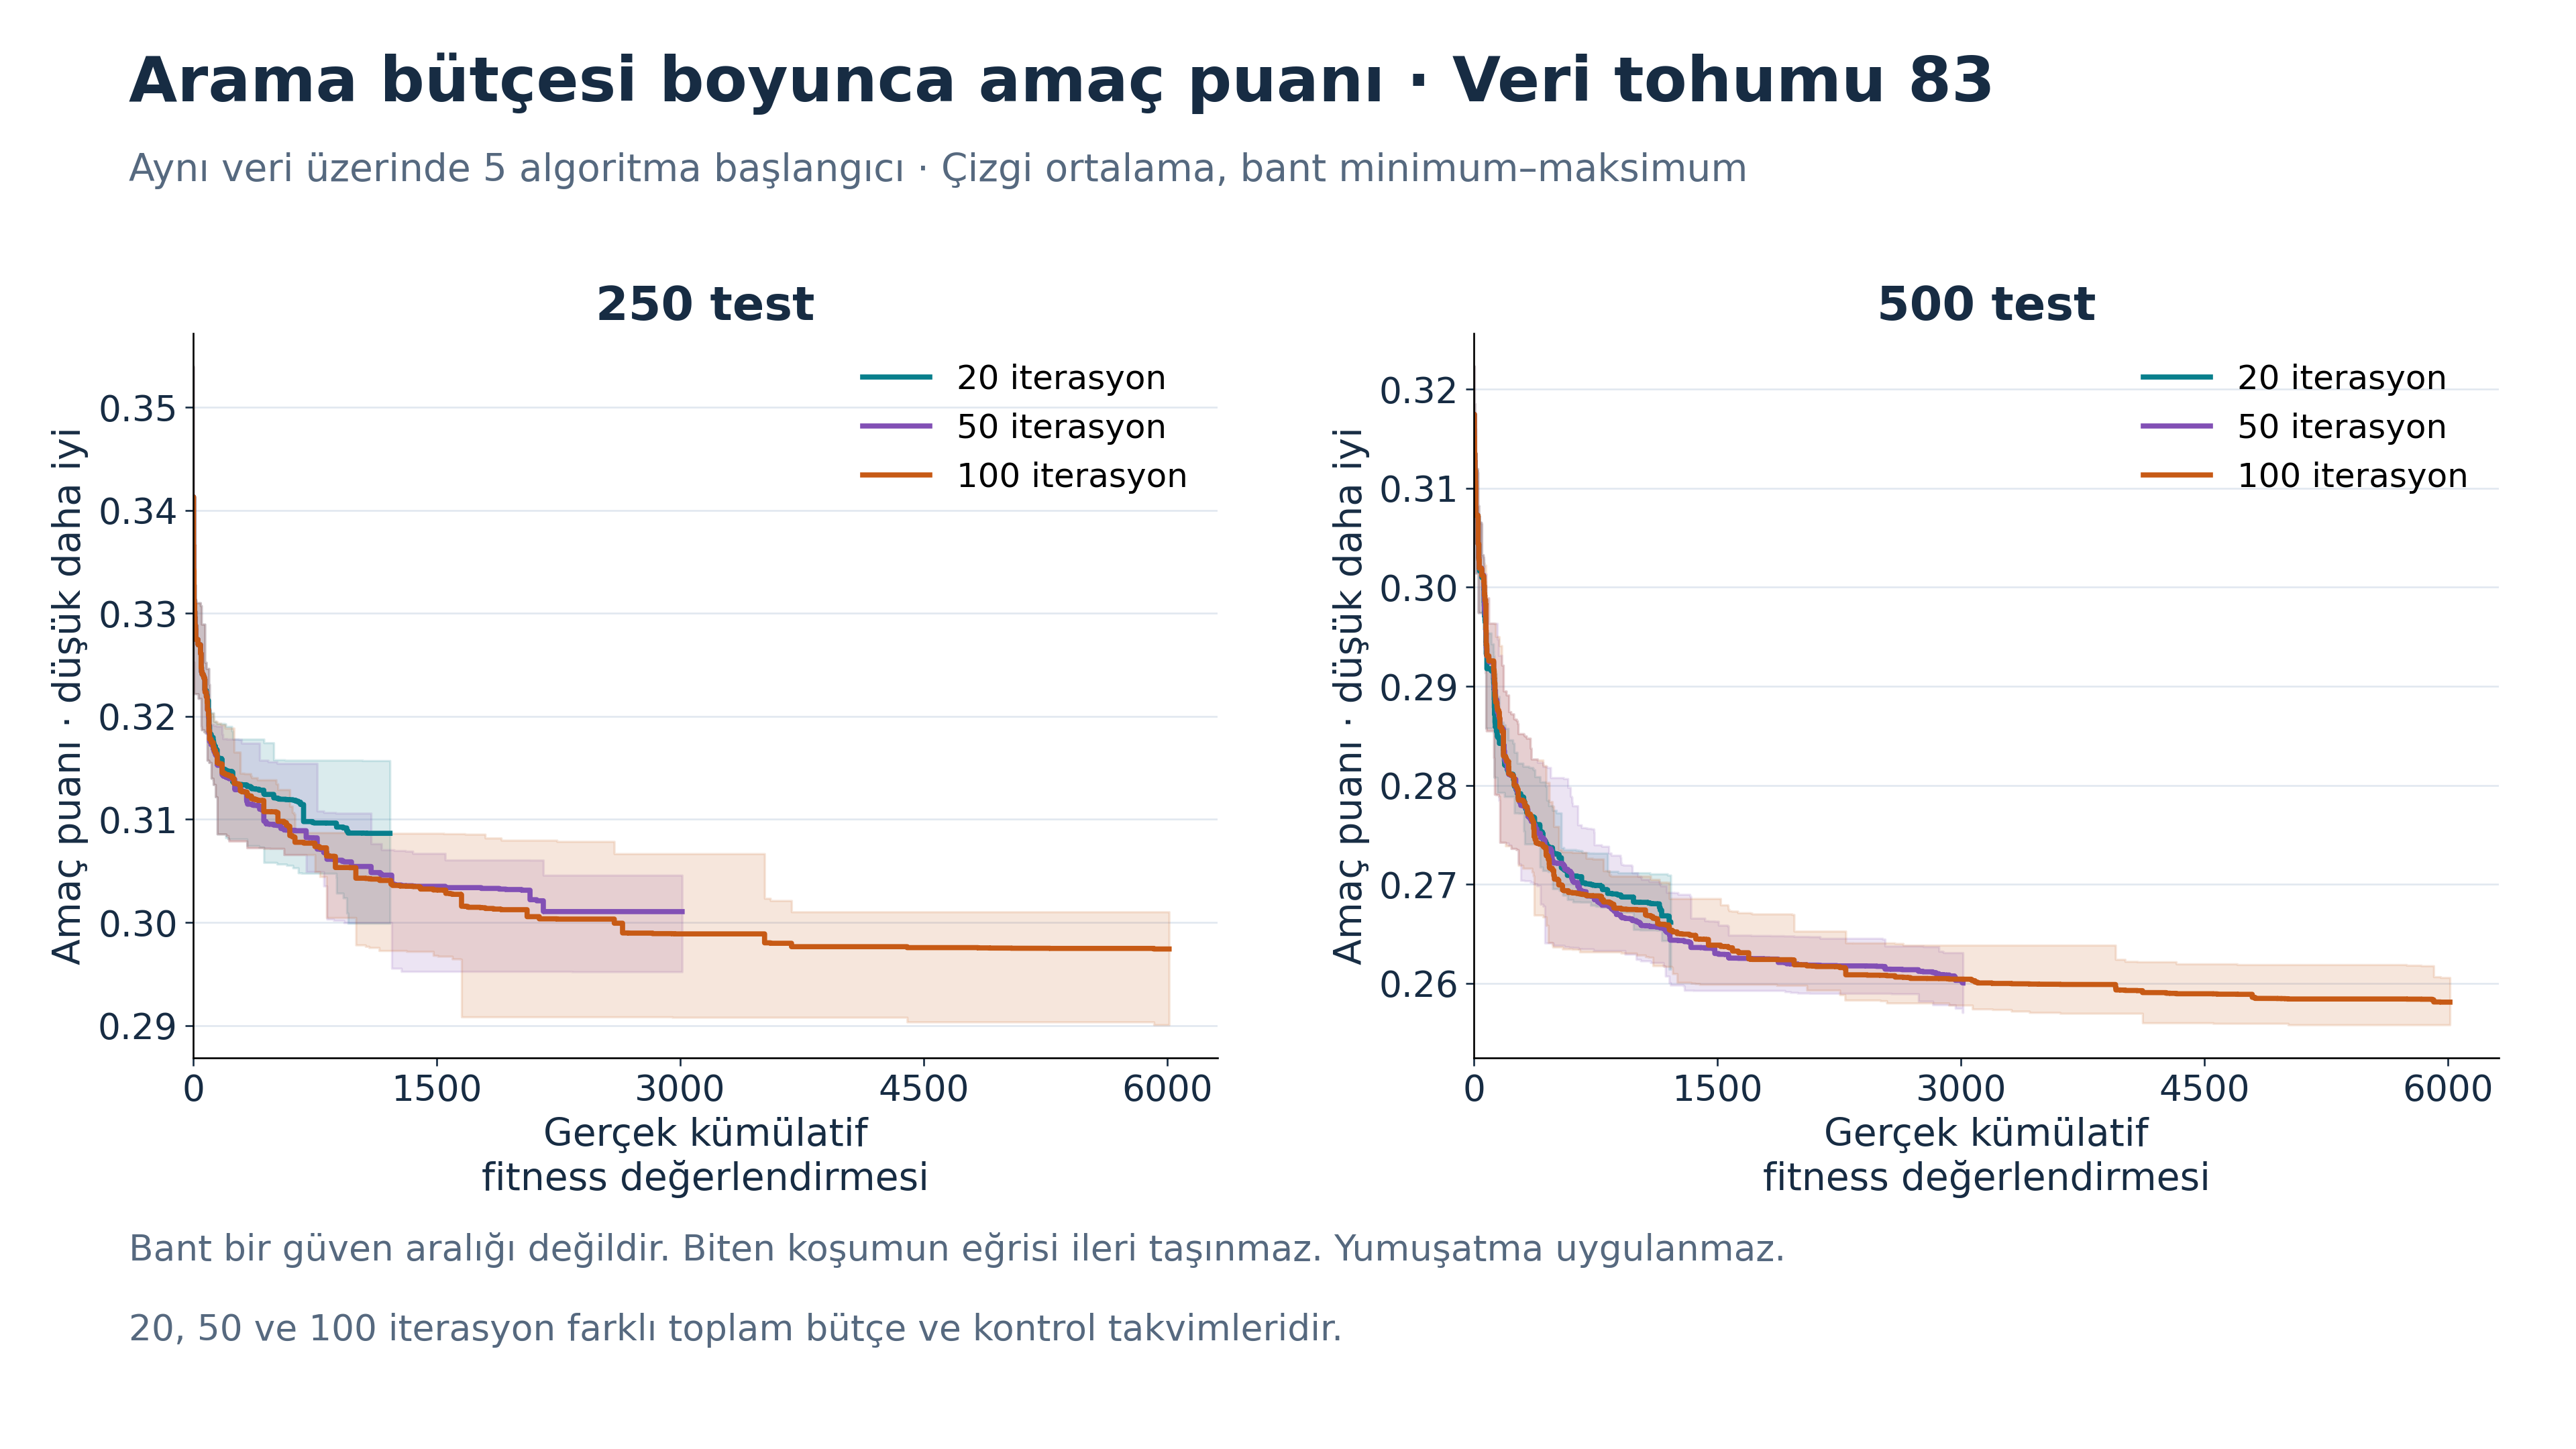 Arama bütçesi boyunca amaç puanı · Veri tohumu 83
Aynı veri üzerinde 5 algoritma başlangıcı · Çizgi ortalama, bant minimum–maksimum
250 test
20 iterasyon
50 iterasyon
100 iterasyon
Amaç puanı · düşük daha iyi
0.35
0.34
0.33
0.32
0.31
0.30
0.29
0
1500
3000
4500
6000
Gerçek kümülatif
fitness değerlendirmesi
500 test
20 iterasyon
50 iterasyon
100 iterasyon
Amaç puanı · düşük daha iyi
0.32
0.31
0.30
0.29
0.28
0.27
0.26
0
1500
3000
4500
6000
Gerçek kümülatif
fitness değerlendirmesi
Bant bir güven aralığı değildir. Biten koşumun eğrisi ileri taşınmaz. Yumuşatma uygulanmaz.
20, 50 ve 100 iterasyon farklı toplam bütçe ve kontrol takvimleridir.